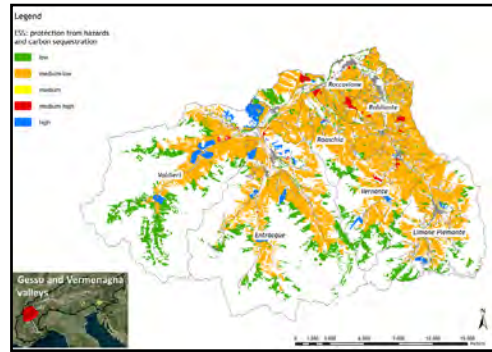 Legend
ESS: protection from hazards
and carbon sequestration
low
medium-low
medium
medium-high
high
Roccavione
Robilante
Roaschia
Valdieri
Vernante
Entracque
Limone Piemonte
Gesso and Vermenagna
valleys
N